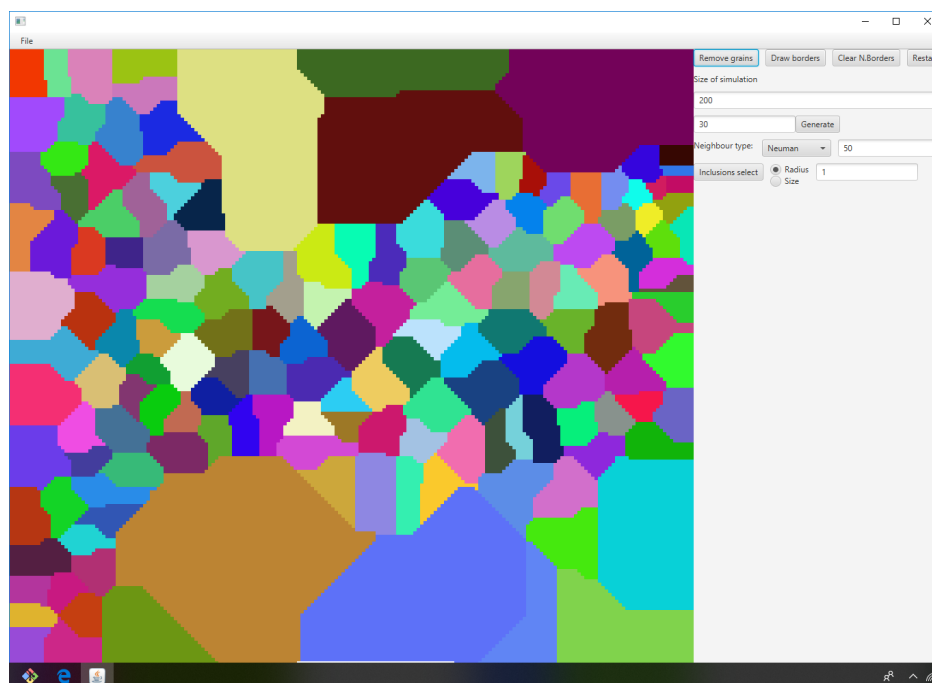 File
Remove grains Draw borders Clear N.Borders Resta
Size of simulation
200
30 Generate
Neighbour type: Neuman 50
Inclusions select Radius 1
Size